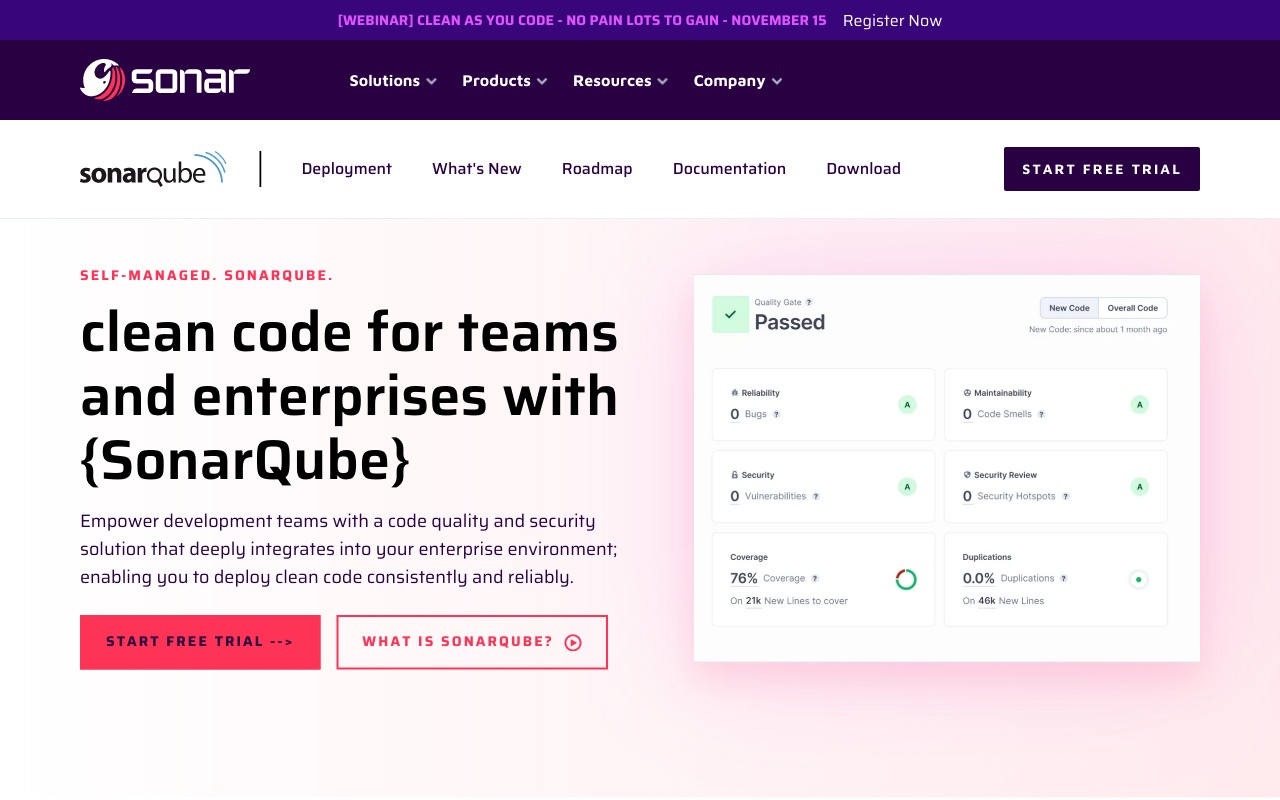 [WEBINAR] CLEAN AS YOU CODE - NO PAIN LOTS TO GAIN - NOVEMBER 15 Register Now
sonar Solutions Products Resources Company
sonarqube Deployment What's New Roadmap Documentation Download START FREE TRIAL
SELF-MANAGED. SONARQUBE.
clean code for teams
and enterprises with
{SonarQube}
Empower development teams with a code quality and security
solution that deeply integrates into your enterprise environment;
enabling you to deploy clean code consistently and reliably.
START FREE TRIAL --> WHAT IS SONARQUBE?
Quality Gate ?
Passed
New Code Overall Code
New Code: since about 1 month ago
Reliability
0 Bugs ? A
Maintainability
0 Code Smells ? A
Security
0 Vulnerabilities ? A
Security Review
0 Security Hotspots ? A
Coverage
76% Coverage ?
On 21k New Lines to cover
Duplications
0.0% Duplications ?
On 46k New Lines